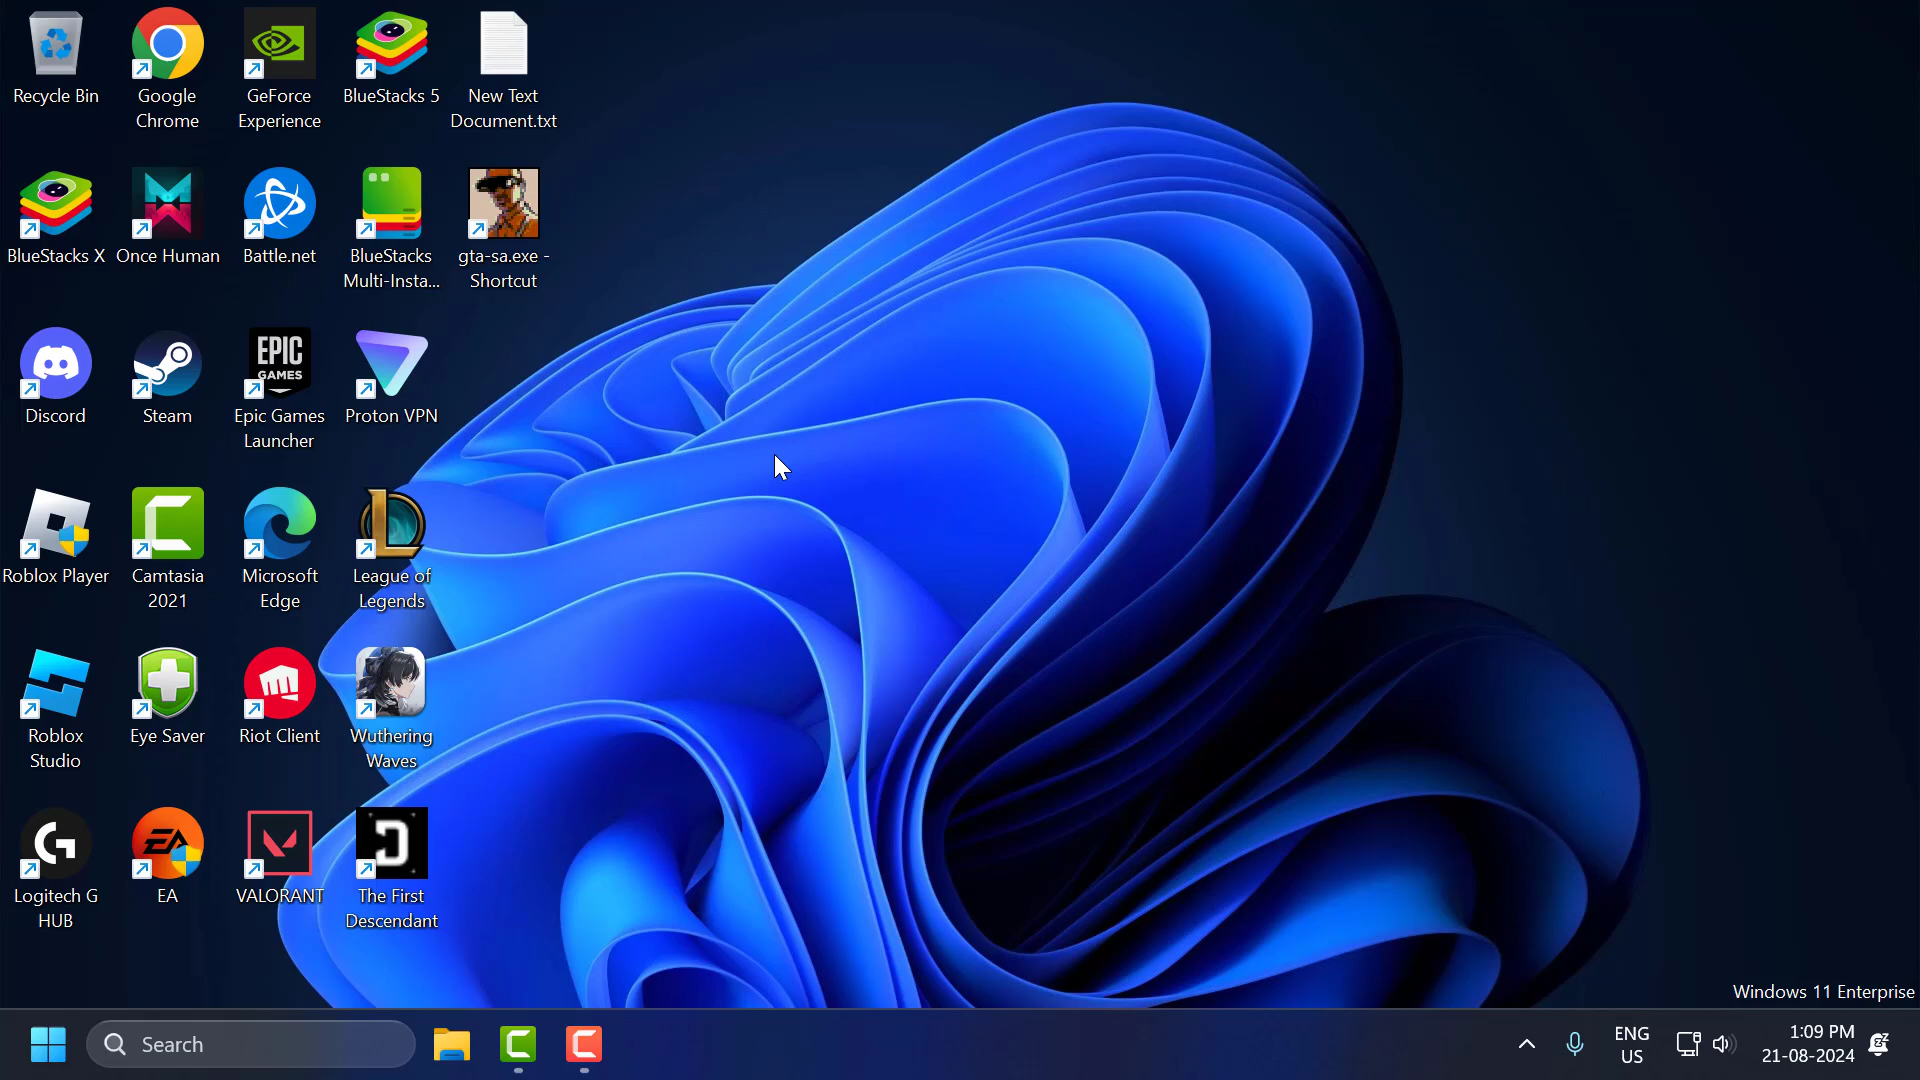 Recycle Bin
Google
Chrome
GeForce
Experience
BlueStacks 5
New Text
Document.txt
BlueStacks X
Once Human
Battle.net
BlueStacks
Multi-Insta...
gta-sa.exe -
Shortcut
Discord
Steam
EPIC
GAMES
Epic Games
Launcher
Proton VPN
Roblox Player
Camtasia
2021
Microsoft
Edge
League of
Legends
Roblox
Studio
Eye Saver
Riot Client
Wuthering
Waves
Logitech G
HUB
EA
EA
VALORANT
The First
Descendant
Windows 11 Enterprise
Search
ENG
US
1:09 PM
21-08-2024